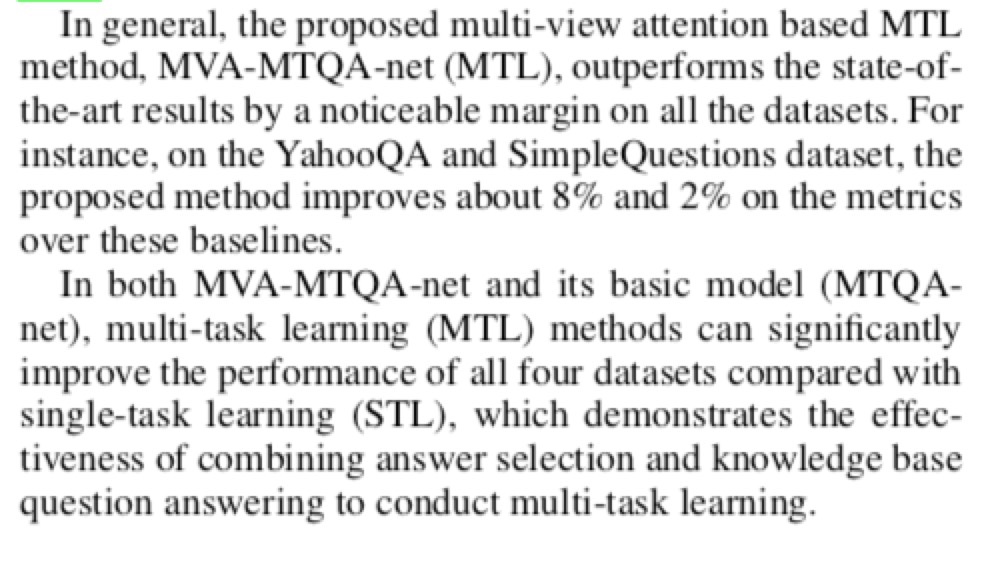 In general, the proposed multi-view attention based MTL
method, MVA-MTQA-net (MTL), outperforms the state-of-
the-art results by a noticeable margin on all the datasets. For
instance, on the YahooQA and SimpleQuestions dataset, the
proposed method improves about 8% and 2% on the metrics
over these baselines.
In both MVA-MTQA-net and its basic model (MTQA-
net), multi-task learning (MTL) methods can significantly
improve the performance of all four datasets compared with
single-task learning (STL), which demonstrates the effec-
tiveness of combining answer selection and knowledge base
question answering to conduct multi-task learning.